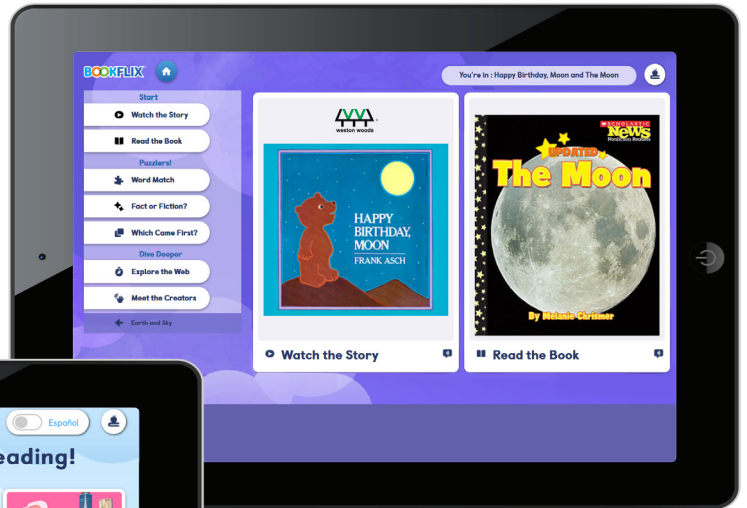 BOOKFLIX
You're in : Happy Birthday, Moon and The Moon
Start
Watch the Story
Read the Book
Puzzlers!
Word Match
Fact or Fiction?
Which Came First?
Dive Deeper
Explore the Web
Meet the Creators
Earth and Sky
weston woods
HAPPY
BIRTHDAY,
MOON
FRANK ASCH
Watch the Story
SCHOLASTIC
News
Nonfiction Readers
UPDATED
The Moon
By Melanie Chrismer
Read the Book
Español
eading!